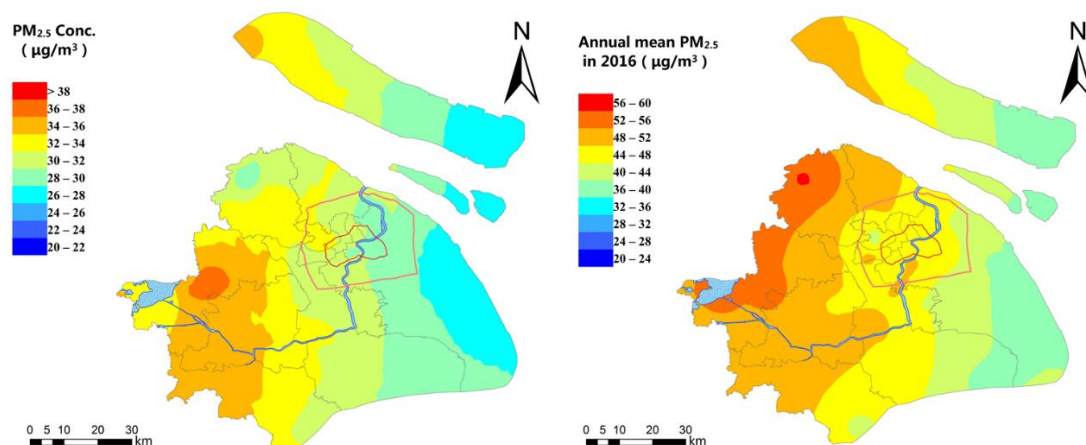 PM2.5 Conc.
( μg/m³ )
> 38
36 – 38
34 – 36
32 – 34
30 – 32
28 – 30
26 – 28
24 – 26
22 – 24
20 – 22
N
0 5 10 20 30
km
Annual mean PM2.5
in 2016 ( μg/m³ )
56 – 60
52 – 56
48 – 52
44 – 48
40 – 44
36 – 40
32 – 36
28 – 32
24 – 28
20 – 24
N
0 5 10 20 30
km